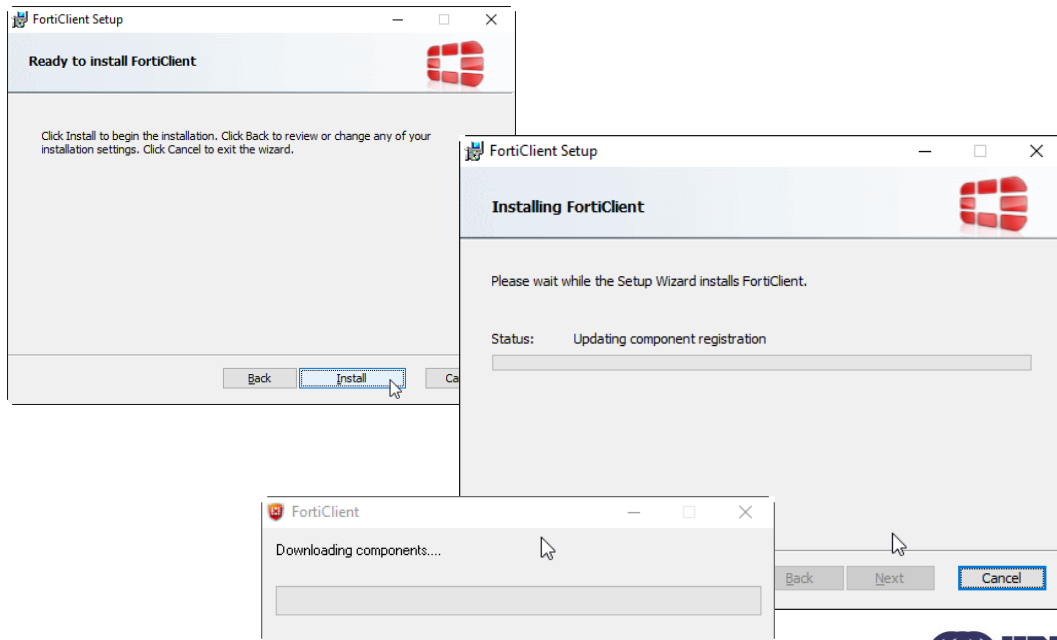 FortiClient Setup
Ready to install FortiClient
Click Install to begin the installation. Click Back to review or change any of your
installation settings. Click Cancel to exit the wizard.
Back
Install
FortiClient Setup
Installing FortiClient
Please wait while the Setup Wizard installs FortiClient.
Status: Updating component registration
Back
Next
Cancel
FortiClient
Downloading components....